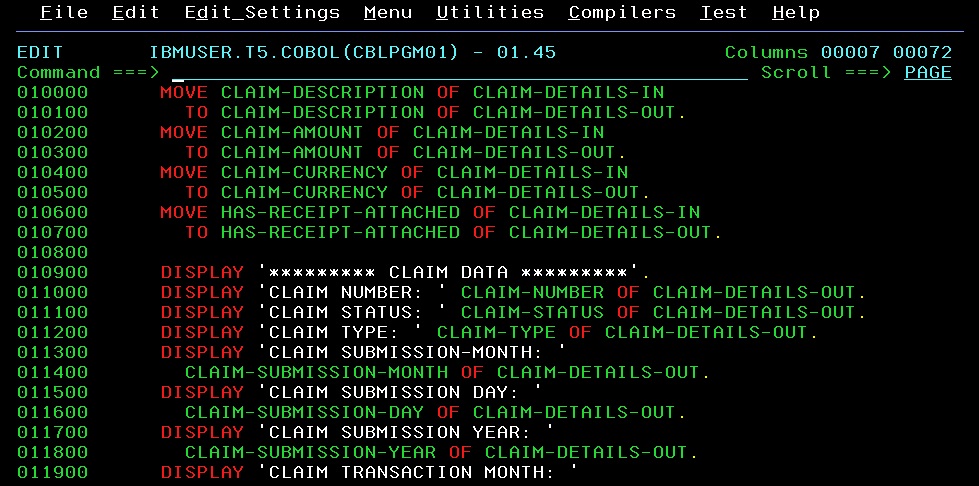 File Edit Edit_Settings Menu Utilities Compilers Test Help
EDIT IBMUSER.T5.COBOL(CBLPGM01) - 01.45 Columns 00007 00072
Command ===> Scroll ===> PAGE
010000 MOVE CLAIM-DESCRIPTION OF CLAIM-DETAILS-IN
010100 TO CLAIM-DESCRIPTION OF CLAIM-DETAILS-OUT.
010200 MOVE CLAIM-AMOUNT OF CLAIM-DETAILS-IN
010300 TO CLAIM-AMOUNT OF CLAIM-DETAILS-OUT.
010400 MOVE CLAIM-CURRENCY OF CLAIM-DETAILS-IN
010500 TO CLAIM-CURRENCY OF CLAIM-DETAILS-OUT.
010600 MOVE HAS-RECEIPT-ATTACHED OF CLAIM-DETAILS-IN
010700 TO HAS-RECEIPT-ATTACHED OF CLAIM-DETAILS-OUT.
010800
010900 DISPLAY '********* CLAIM DATA *********'.
011000 DISPLAY 'CLAIM NUMBER: ' CLAIM-NUMBER OF CLAIM-DETAILS-OUT.
011100 DISPLAY 'CLAIM STATUS: ' CLAIM-STATUS OF CLAIM-DETAILS-OUT.
011200 DISPLAY 'CLAIM TYPE: ' CLAIM-TYPE OF CLAIM-DETAILS-OUT.
011300 DISPLAY 'CLAIM SUBMISSION-MONTH: '
011400 CLAIM-SUBMISSION-MONTH OF CLAIM-DETAILS-OUT.
011500 DISPLAY 'CLAIM SUBMISSION DAY: '
011600 CLAIM-SUBMISSION-DAY OF CLAIM-DETAILS-OUT.
011700 DISPLAY 'CLAIM SUBMISSION YEAR: '
011800 CLAIM-SUBMISSION-YEAR OF CLAIM-DETAILS-OUT.
011900 DISPLAY 'CLAIM TRANSACTION MONTH: '